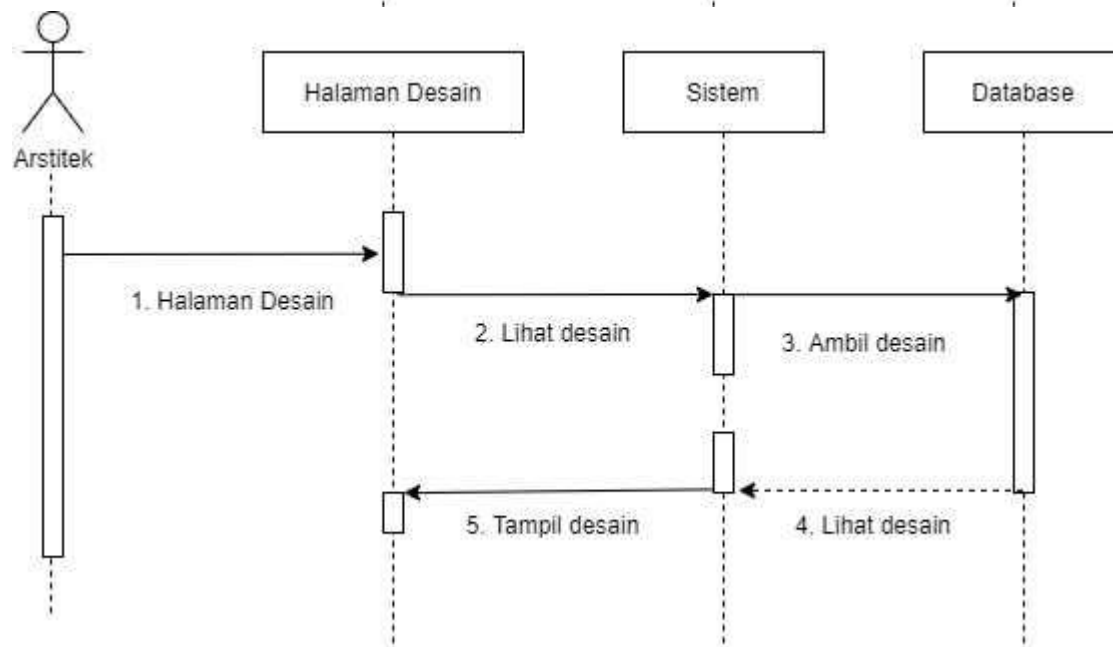 Halaman Desain
Sistem
Database
Arstitek
1. Halaman Desain
2. Lihat desain
3. Ambil desain
5. Tampil desain
4. Lihat desain